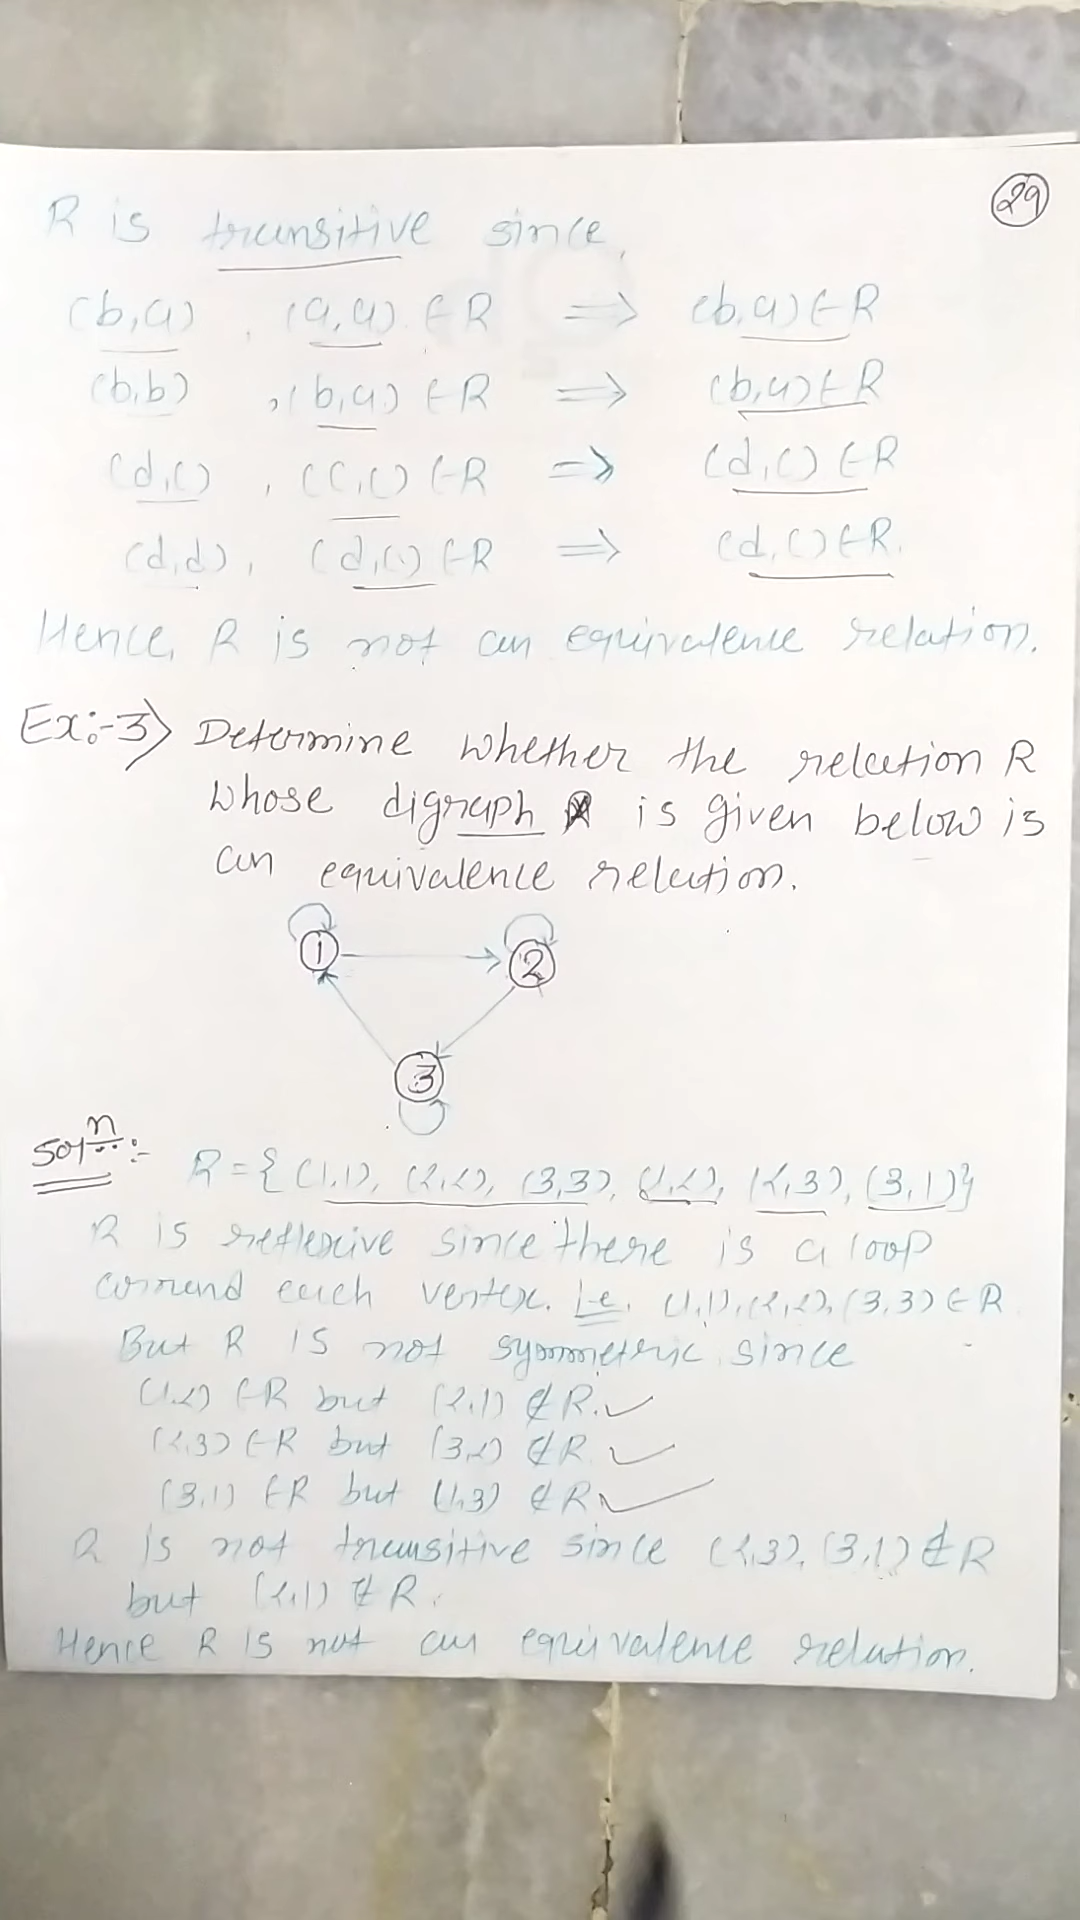 29
R is transitive since,
(b,a) , (a,a) ∈ R ⟹ (b,a) ∈ R
(b,b) , (b,a) ∈ R ⟹ (b,a) ∈ R
(d,c) , (c,c) ∈ R => (d,c) ∈ R
(d,d) , (d,c) ∈ R ⟹ (d,c) ∈ R.
Hence, R is not an equivalence relation.
Ex:-3) Determine whether the relation R
whose digraph is given below is
an equivalence relation.
1 2
3
Solⁿ:- R = {(1,1), (2,2), (3,3), (1,2), (2,3), (3,1)}
R is reflexive since there is a loop
around each vertex. i.e. (1,1), (2,2), (3,3) ∈ R
But R is not symmetric since
(1,2) ∈ R but (2,1) ∉ R. ✓
(2,3) ∈ R but (3,2) ∉ R ✓
(3,1) ∈ R but (1,3) ∉ R ✓
R is not transitive since (2,3), (3,1) ∉ R
but (2,1) ∉ R.
Hence R is not an equivalence relation.